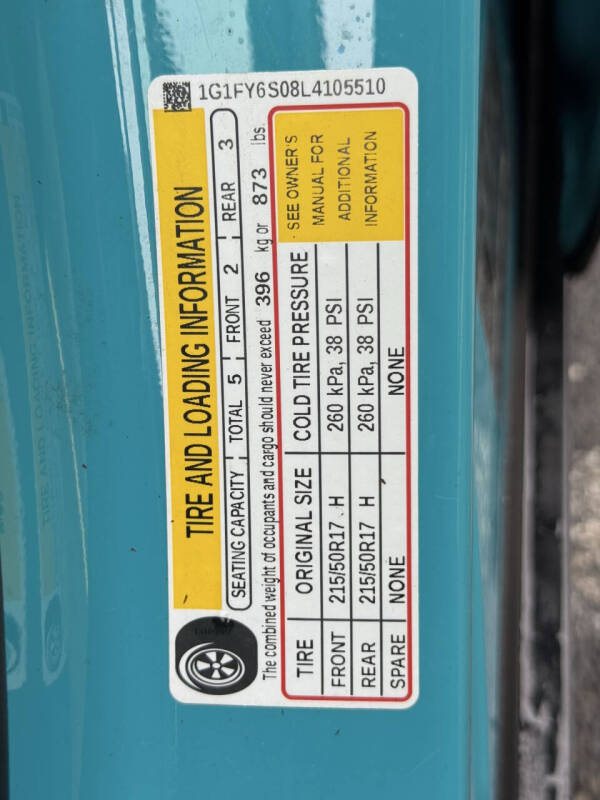 1G1FY6S08L4105510
TIRE AND LOADING INFORMATION
SEATING CAPACITY TOTAL 5 FRONT 2 REAR 3
The combined weight of occupants and cargo should never exceed 396 kg or 873 lbs.
TIRE ORIGINAL SIZE COLD TIRE PRESSURE
FRONT 215/50R17 H 260 kPa, 38 PSI
REAR 215/50R17 H 260 kPa, 38 PSI
SPARE NONE NONE
SEE OWNER'S
MANUAL FOR
ADDITIONAL
INFORMATION